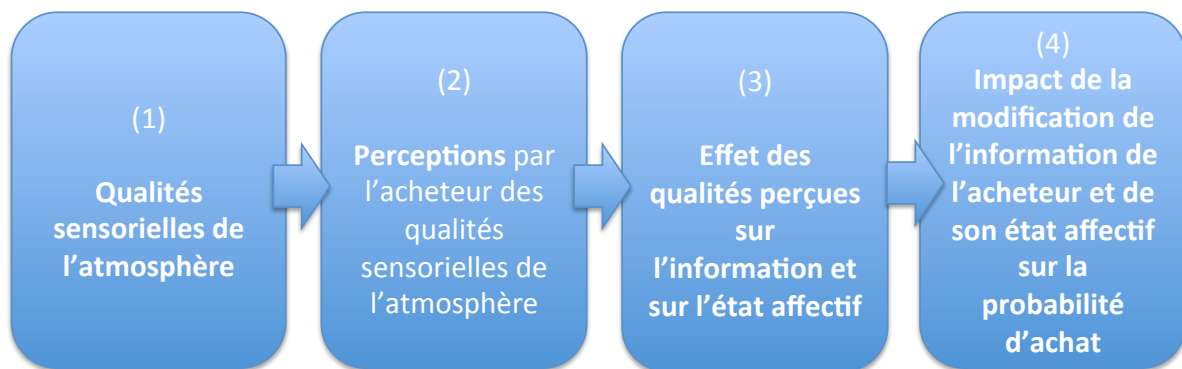 (1)
Qualités
sensorielles de
l’atmosphère
(2)
Perceptions par
l’acheteur des
qualités
sensorielles de
l’atmosphère
(3)
Effet des
qualités perçues
sur
l’information et
sur l’état affectif
(4)
Impact de la
modification de
l’information de
l’acheteur et de
son état affectif
sur la
probabilité
d’achat